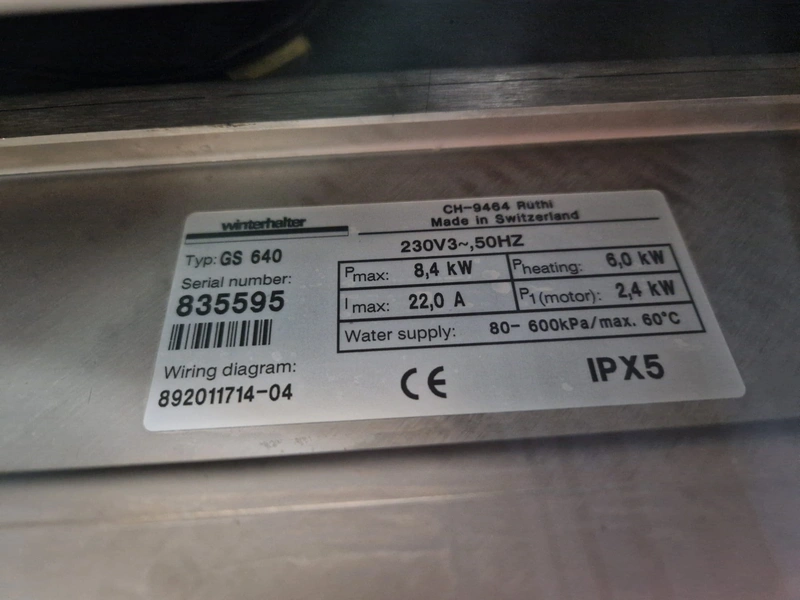 winterhalter
CH-9464 Rüthi
Made in Switzerland
Typ: GS 640
Serial number:
835595
Wiring diagram:
892011714-04
230V3~,50HZ
Pmax: 8,4 kW Pheating: 6,0 kW
Imax: 22,0 A P1(motor): 2,4 kW
Water supply: 80- 600kPa/max. 60°C
CE IPX5